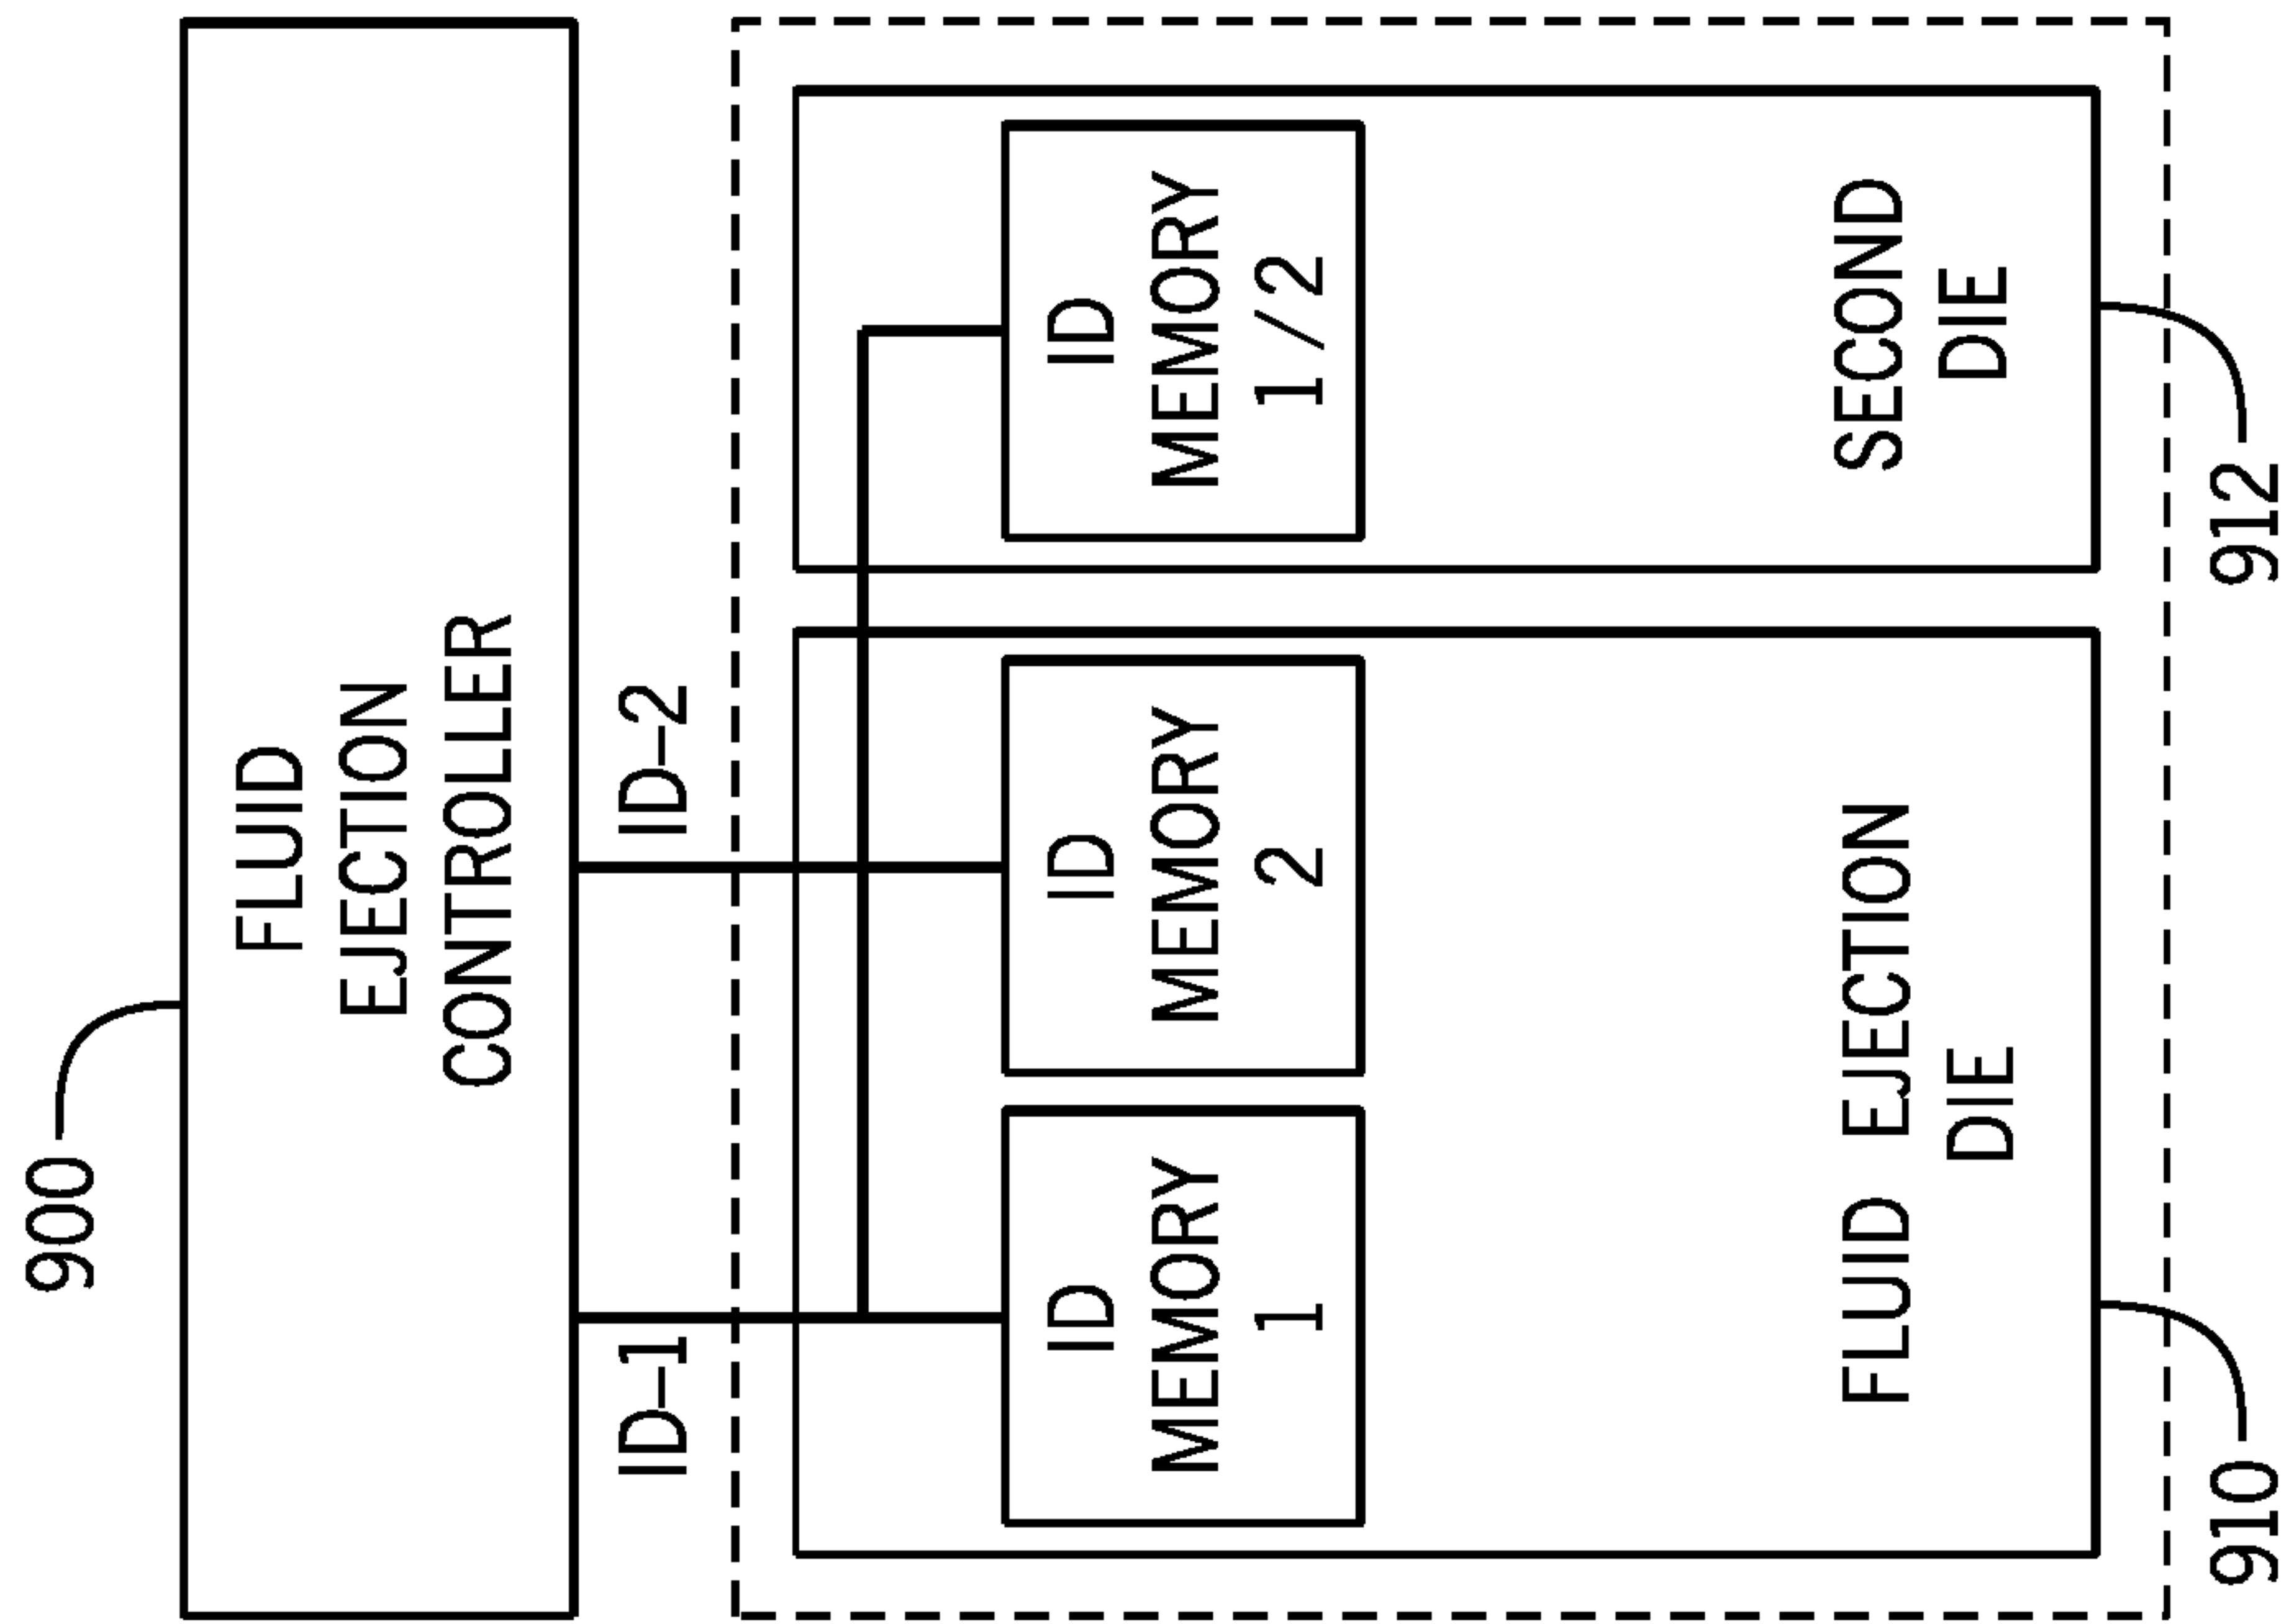 900
FLUID
EJECTION
CONTROLLER
ID-1
ID-2
ID
MEMORY
1
ID
MEMORY
2
ID
MEMORY
1/2
FLUID EJECTION
DIE
SECOND
DIE
910
912